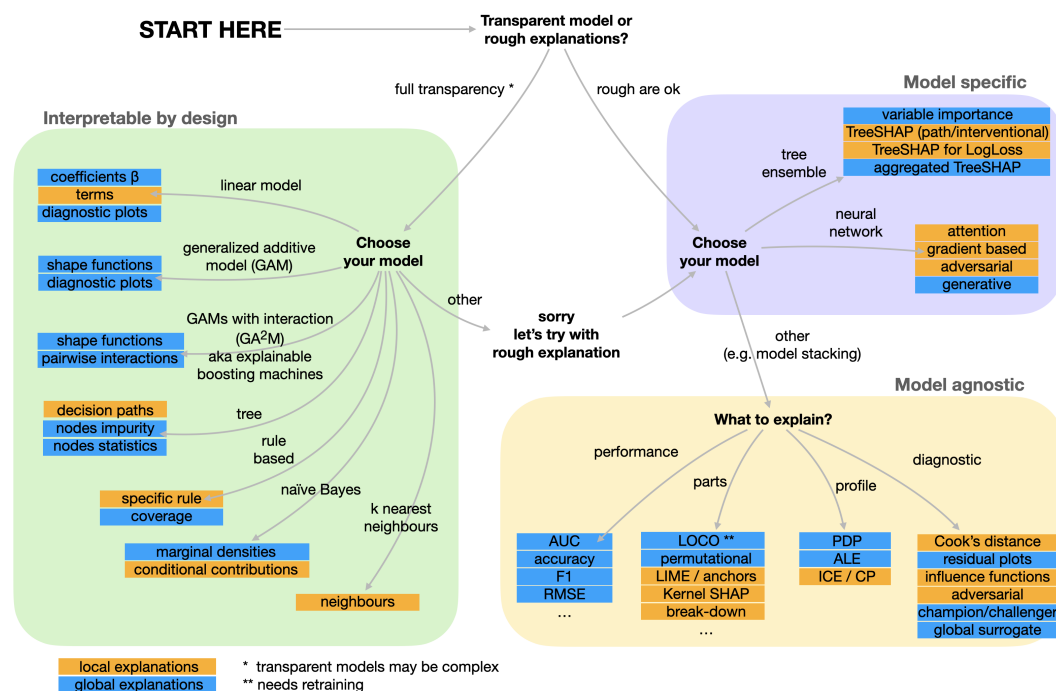 START HERE
Transparent model or
rough explanations?
full transparency *
rough are ok
Interpretable by design
coefficients β
terms
diagnostic plots
linear model
shape functions
diagnostic plots
generalized additive
model (GAM)
Choose
your model
shape functions
pairwise interactions
GAMs with interaction
(GA²M)
aka explainable
boosting machines
decision paths
nodes impurity
nodes statistics
tree
specific rule
coverage
rule
based
marginal densities
conditional contributions
naïve Bayes
neighbours
k nearest
neighbours
other
sorry
let's try with
rough explanation
Model specific
Choose
your model
tree
ensemble
variable importance
TreeSHAP (path/interventional)
TreeSHAP for LogLoss
aggregated TreeSHAP
neural
network
attention
gradient based
adversarial
generative
other
(e.g. model stacking)
Model agnostic
What to explain?
performance
parts
profile
diagnostic
AUC
accuracy
F1
RMSE
...
LOCO **
permutational
LIME / anchors
Kernel SHAP
break-down
...
PDP
ALE
ICE / CP
Cook's distance
residual plots
influence functions
adversarial
champion/challenger
global surrogate
local explanations
global explanations
* transparent models may be complex
** needs retraining